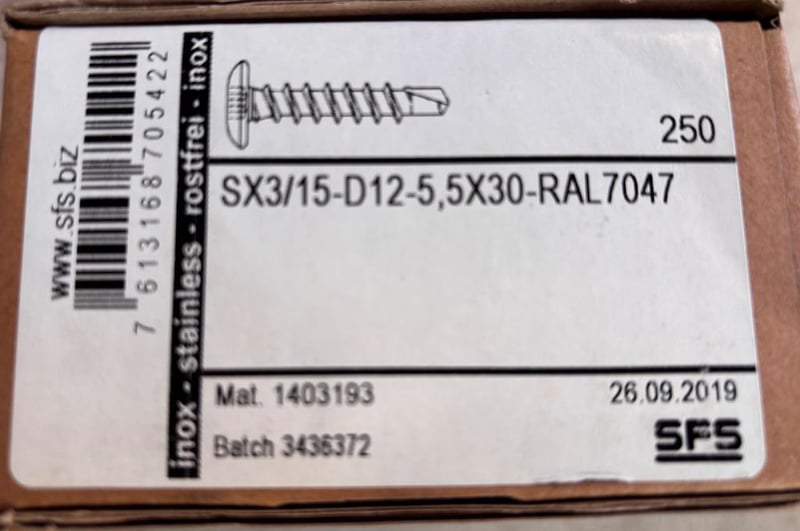 www.sfs.biz
7 613168 705422
inox - stainless - rostfrei - inox
250
SX3/15-D12-5,5X30-RAL7047
Mat. 1403193
26.09.2019
Batch 3436372
SFS